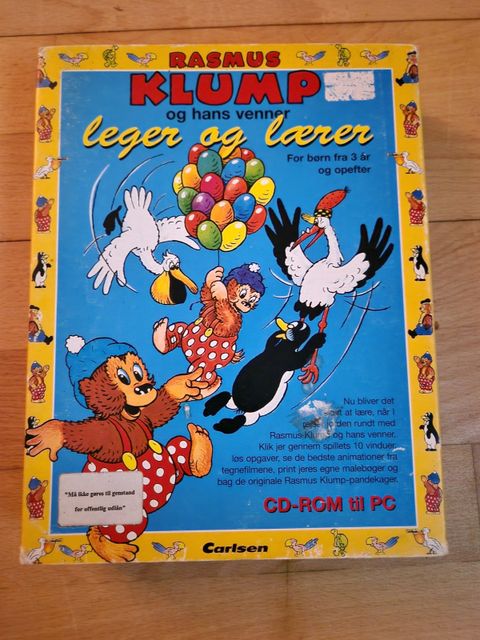 RASMUS
KLUMP
og hans venner
leger og lærer
For børn fra 3 år
og opefter
Nu bliver det
at lære, når I
jorden rundt med
Rasmus Klump og hans venner.
Klik jer gennem spillets 10 vinduer,
løs opgaver, se de bedste animationer fra
tegnefilmene, print jeres egne malebøger og
bag de originale Rasmus Klump-pandekager.
CD-ROM til PC
"Må ikke gøres til genstand
for offentlig udlån"
Carlsen